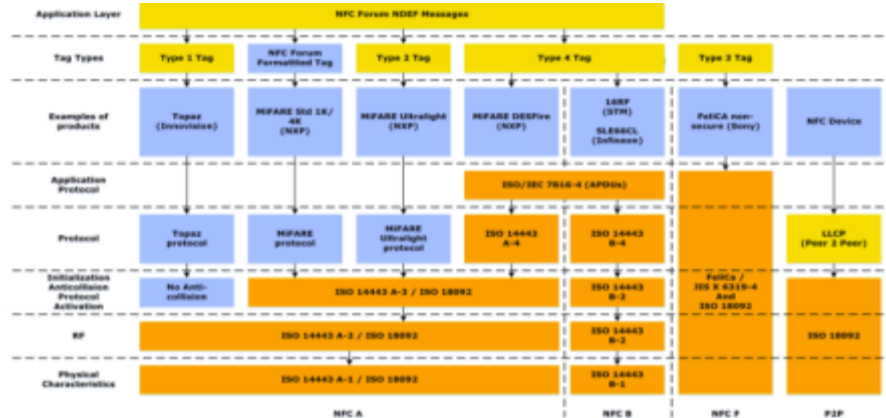 Application Layer
NFC Forum NDEF Messages
Tag Types
Type 1 Tag
NFC Forum
Formatted Tag
Type 2 Tag
Type 4 Tag
Type 3 Tag
Examples of
products
Topaz
(Innovision)
MiFARE Std 1K/
4K
(NXP)
MiFARE Ultralight
(NXP)
MiFARE DESFire
(NXP)
16RF
(STM)
SLE66CL
(Infineon)
FeliCA non-
secure (Sony)
NFC Device
Application
Protocol
ISO/IEC 7816-4 (APDUs)
Protocol
Topaz
protocol
MiFARE
protocol
MiFARE
Ultralight
protocol
ISO 14443
A-4
ISO 14443
B-4
LLCP
(Peer 2 Peer)
Initialization
Anticollision
Protocol
Activation
No Anti-
collision
ISO 14443 A-3 / ISO 18092
ISO 14443
B-2
FeliCa /
JIS X 6319-4
And
ISO 18092
RF
ISO 14443 A-2 / ISO 18092
ISO 14443
B-2
ISO 18092
Physical
Characteristics
ISO 14443 A-1 / ISO 18092
ISO 14443
B-1
NFC A
NFC B
NFC F
P2P